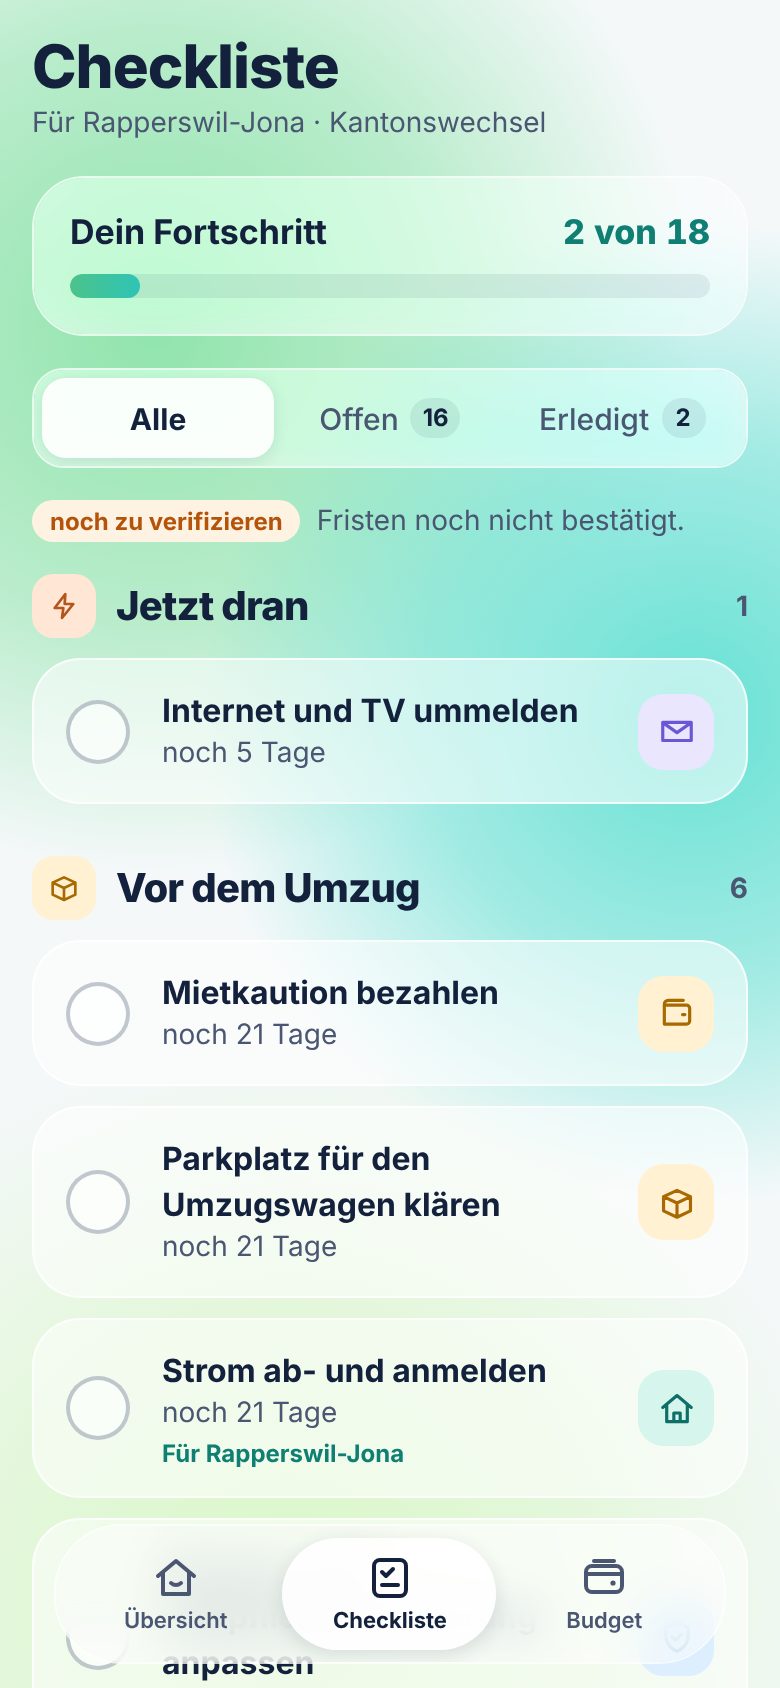 Checkliste
Für Rapperswil-Jona · Kantonswechsel
Dein Fortschritt 2 von 18
Alle Offen 16 Erledigt 2
noch zu verifizieren Fristen noch nicht bestätigt.
Jetzt dran 1
Internet und TV ummelden
noch 5 Tage
Vor dem Umzug 6
Mietkaution bezahlen
noch 21 Tage
Parkplatz für den
Umzugswagen klären
noch 21 Tage
Strom ab- und anmelden
noch 21 Tage
Für Rapperswil-Jona
Übersicht Checkliste Budget
anpassen